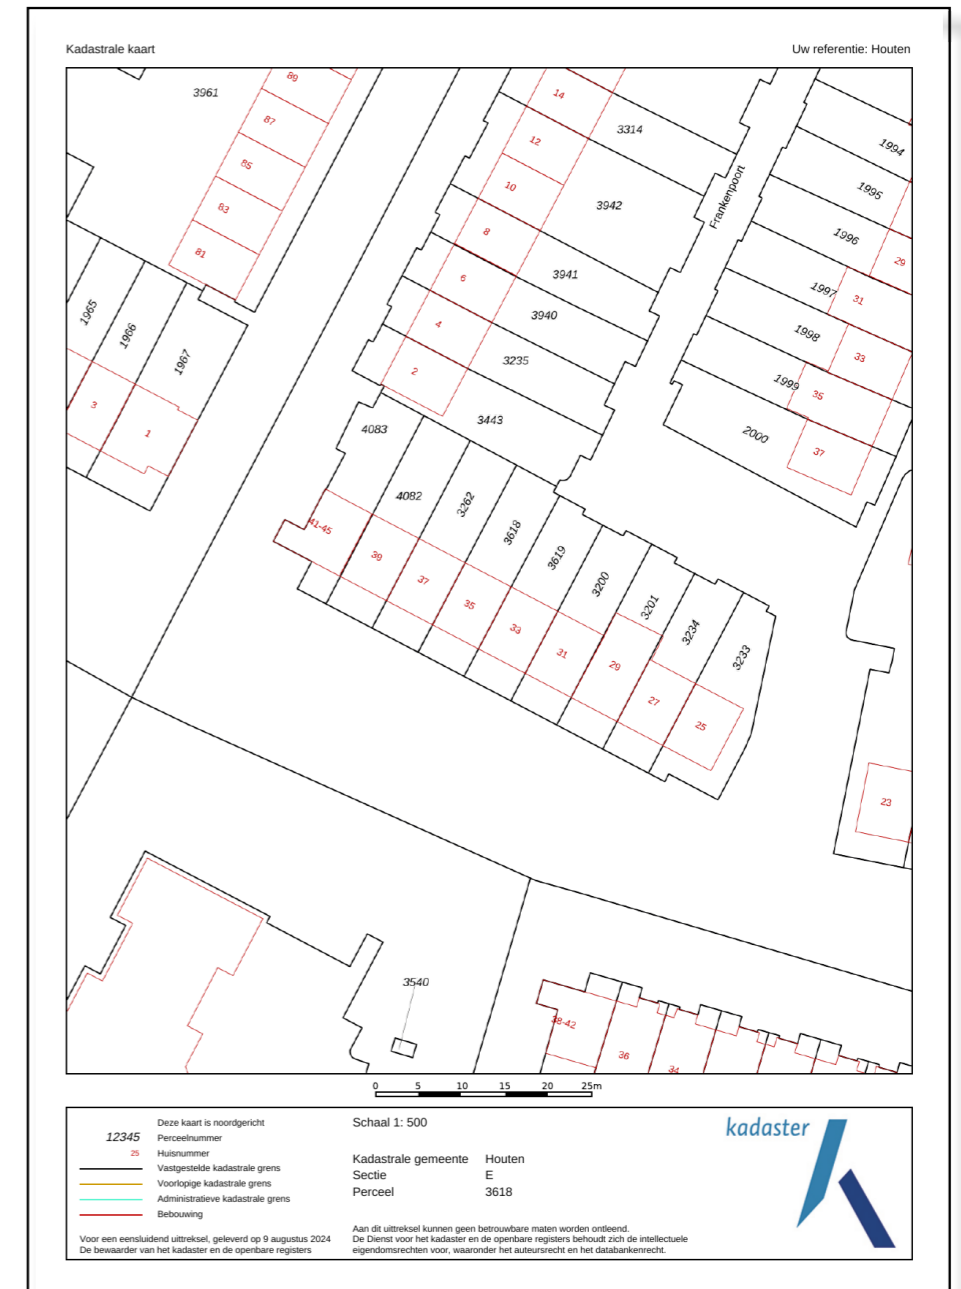 Kadastrale kaart
Uw referentie: Houten
3961
89
87
85
83
81
14
12
10
8
6
4
2
3314
3942
3941
3940
3235
3443
Frankenpoort
1994
1995
1996
1997
1998
1999
2000
29
31
33
35
37
1965
1966
1967
3
1
4083
4082
3262
3618
3619
3200
3201
3234
3233
41-45
39
37
35
33
31
29
27
25
23
3540
38-42
36
34
0 5 10 15 20 25m
Deze kaart is noordgericht
12345 Perceelnummer
25 Huisnummer
Vastgestelde kadastrale grens
Voorlopige kadastrale grens
Administratieve kadastrale grens
Bebouwing
Voor een eensluidend uittreksel, geleverd op 9 augustus 2024
De bewaarder van het kadaster en de openbare registers
Schaal 1: 500
Kadastrale gemeente Houten
Sectie E
Perceel 3618
Aan dit uittreksel kunnen geen betrouwbare maten worden ontleend.
De Dienst voor het kadaster en de openbare registers behoudt zich de intellectuele
eigendomsrechten voor, waaronder het auteursrecht en het databankenrecht.
kadaster